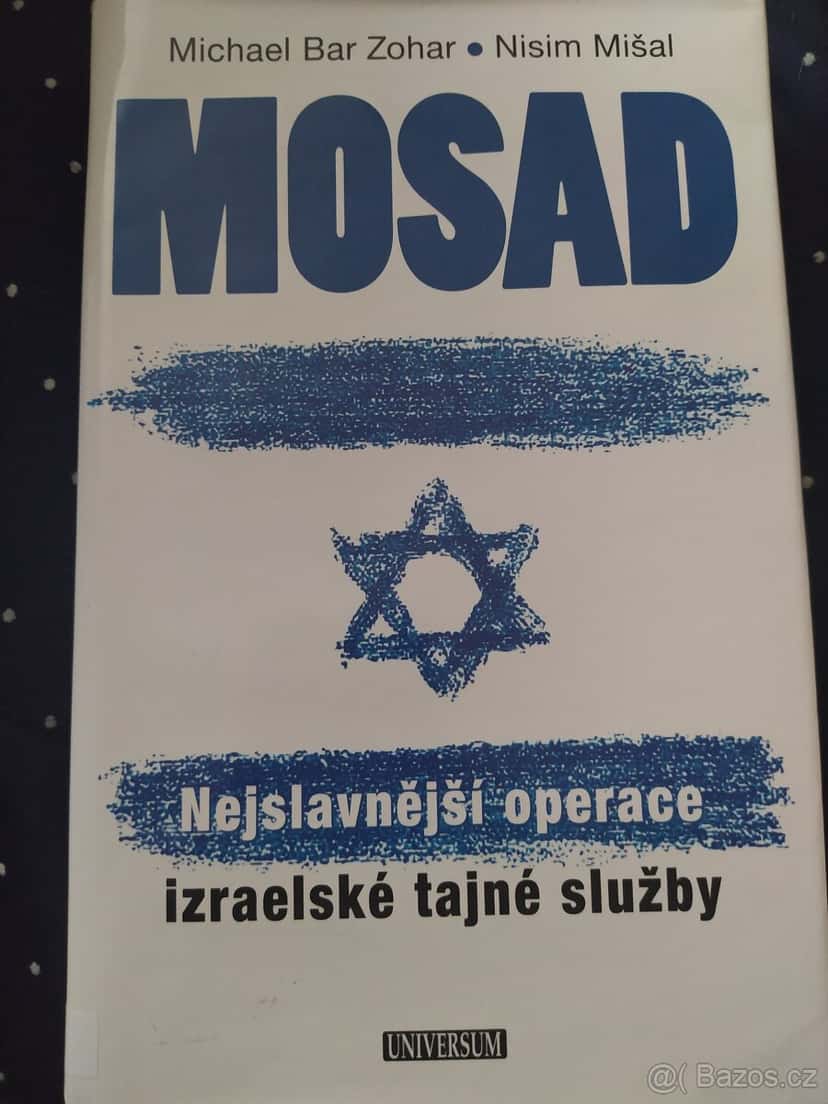 Michael Bar Zohar • Nisim Mišal
MOSAD
Nejslavnější operace
izraelské tajné služby
UNIVERSUM
@( Bazos.cz